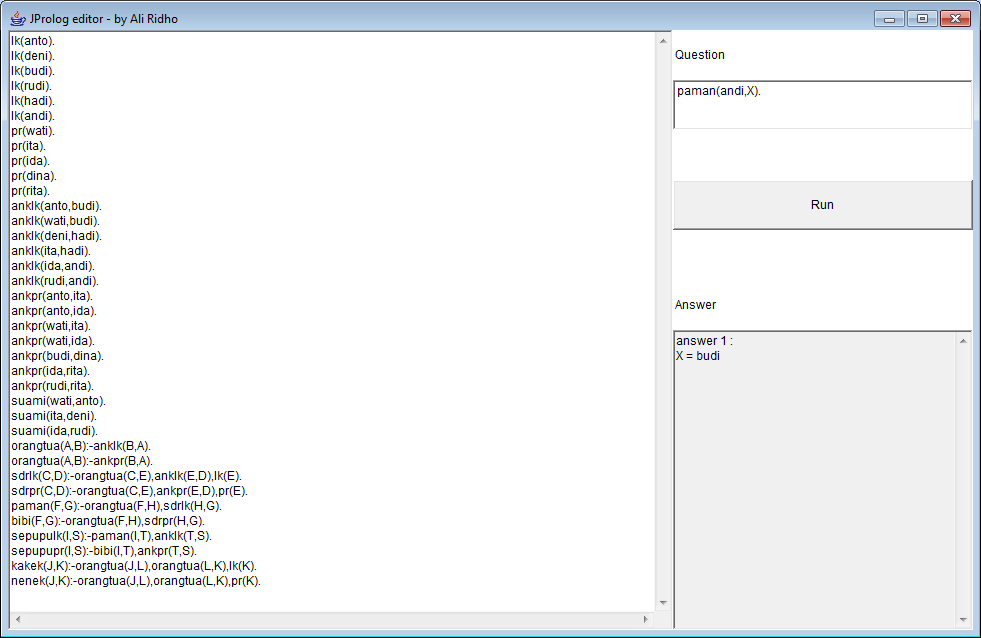 JProlog editor - by Ali Ridho
lk(anto).
lk(deni).
lk(budi).
lk(rudi).
lk(hadi).
lk(andi).
pr(wati).
pr(ita).
pr(ida).
pr(dina).
pr(rita).
anklk(anto,budi).
anklk(wati,budi).
anklk(deni,hadi).
anklk(ita,hadi).
anklk(ida,andi).
anklk(rudi,andi).
ankpr(anto,ita).
ankpr(anto,ida).
ankpr(wati,ita).
ankpr(wati,ida).
ankpr(budi,dina).
ankpr(ida,rita).
ankpr(rudi,rita).
suami(wati,anto).
suami(ita,deni).
suami(ida,rudi).
orangtua(A,B):-anklk(B,A).
orangtua(A,B):-ankpr(B,A).
sdrlk(C,D):-orangtua(C,E),anklk(E,D),lk(E).
sdrpr(C,D):-orangtua(C,E),ankpr(E,D),pr(E).
paman(F,G):-orangtua(F,H),sdrlk(H,G).
bibi(F,G):-orangtua(F,H),sdrpr(H,G).
sepupulk(I,S):-paman(I,T),anklk(T,S).
sepupupr(I,S):-bibi(I,T),ankpr(T,S).
kakek(J,K):-orangtua(J,L),orangtua(L,K),lk(K).
nenek(J,K):-orangtua(J,L),orangtua(L,K),pr(K).
Question
paman(andi,X).
Run
Answer
answer 1 :
X = budi